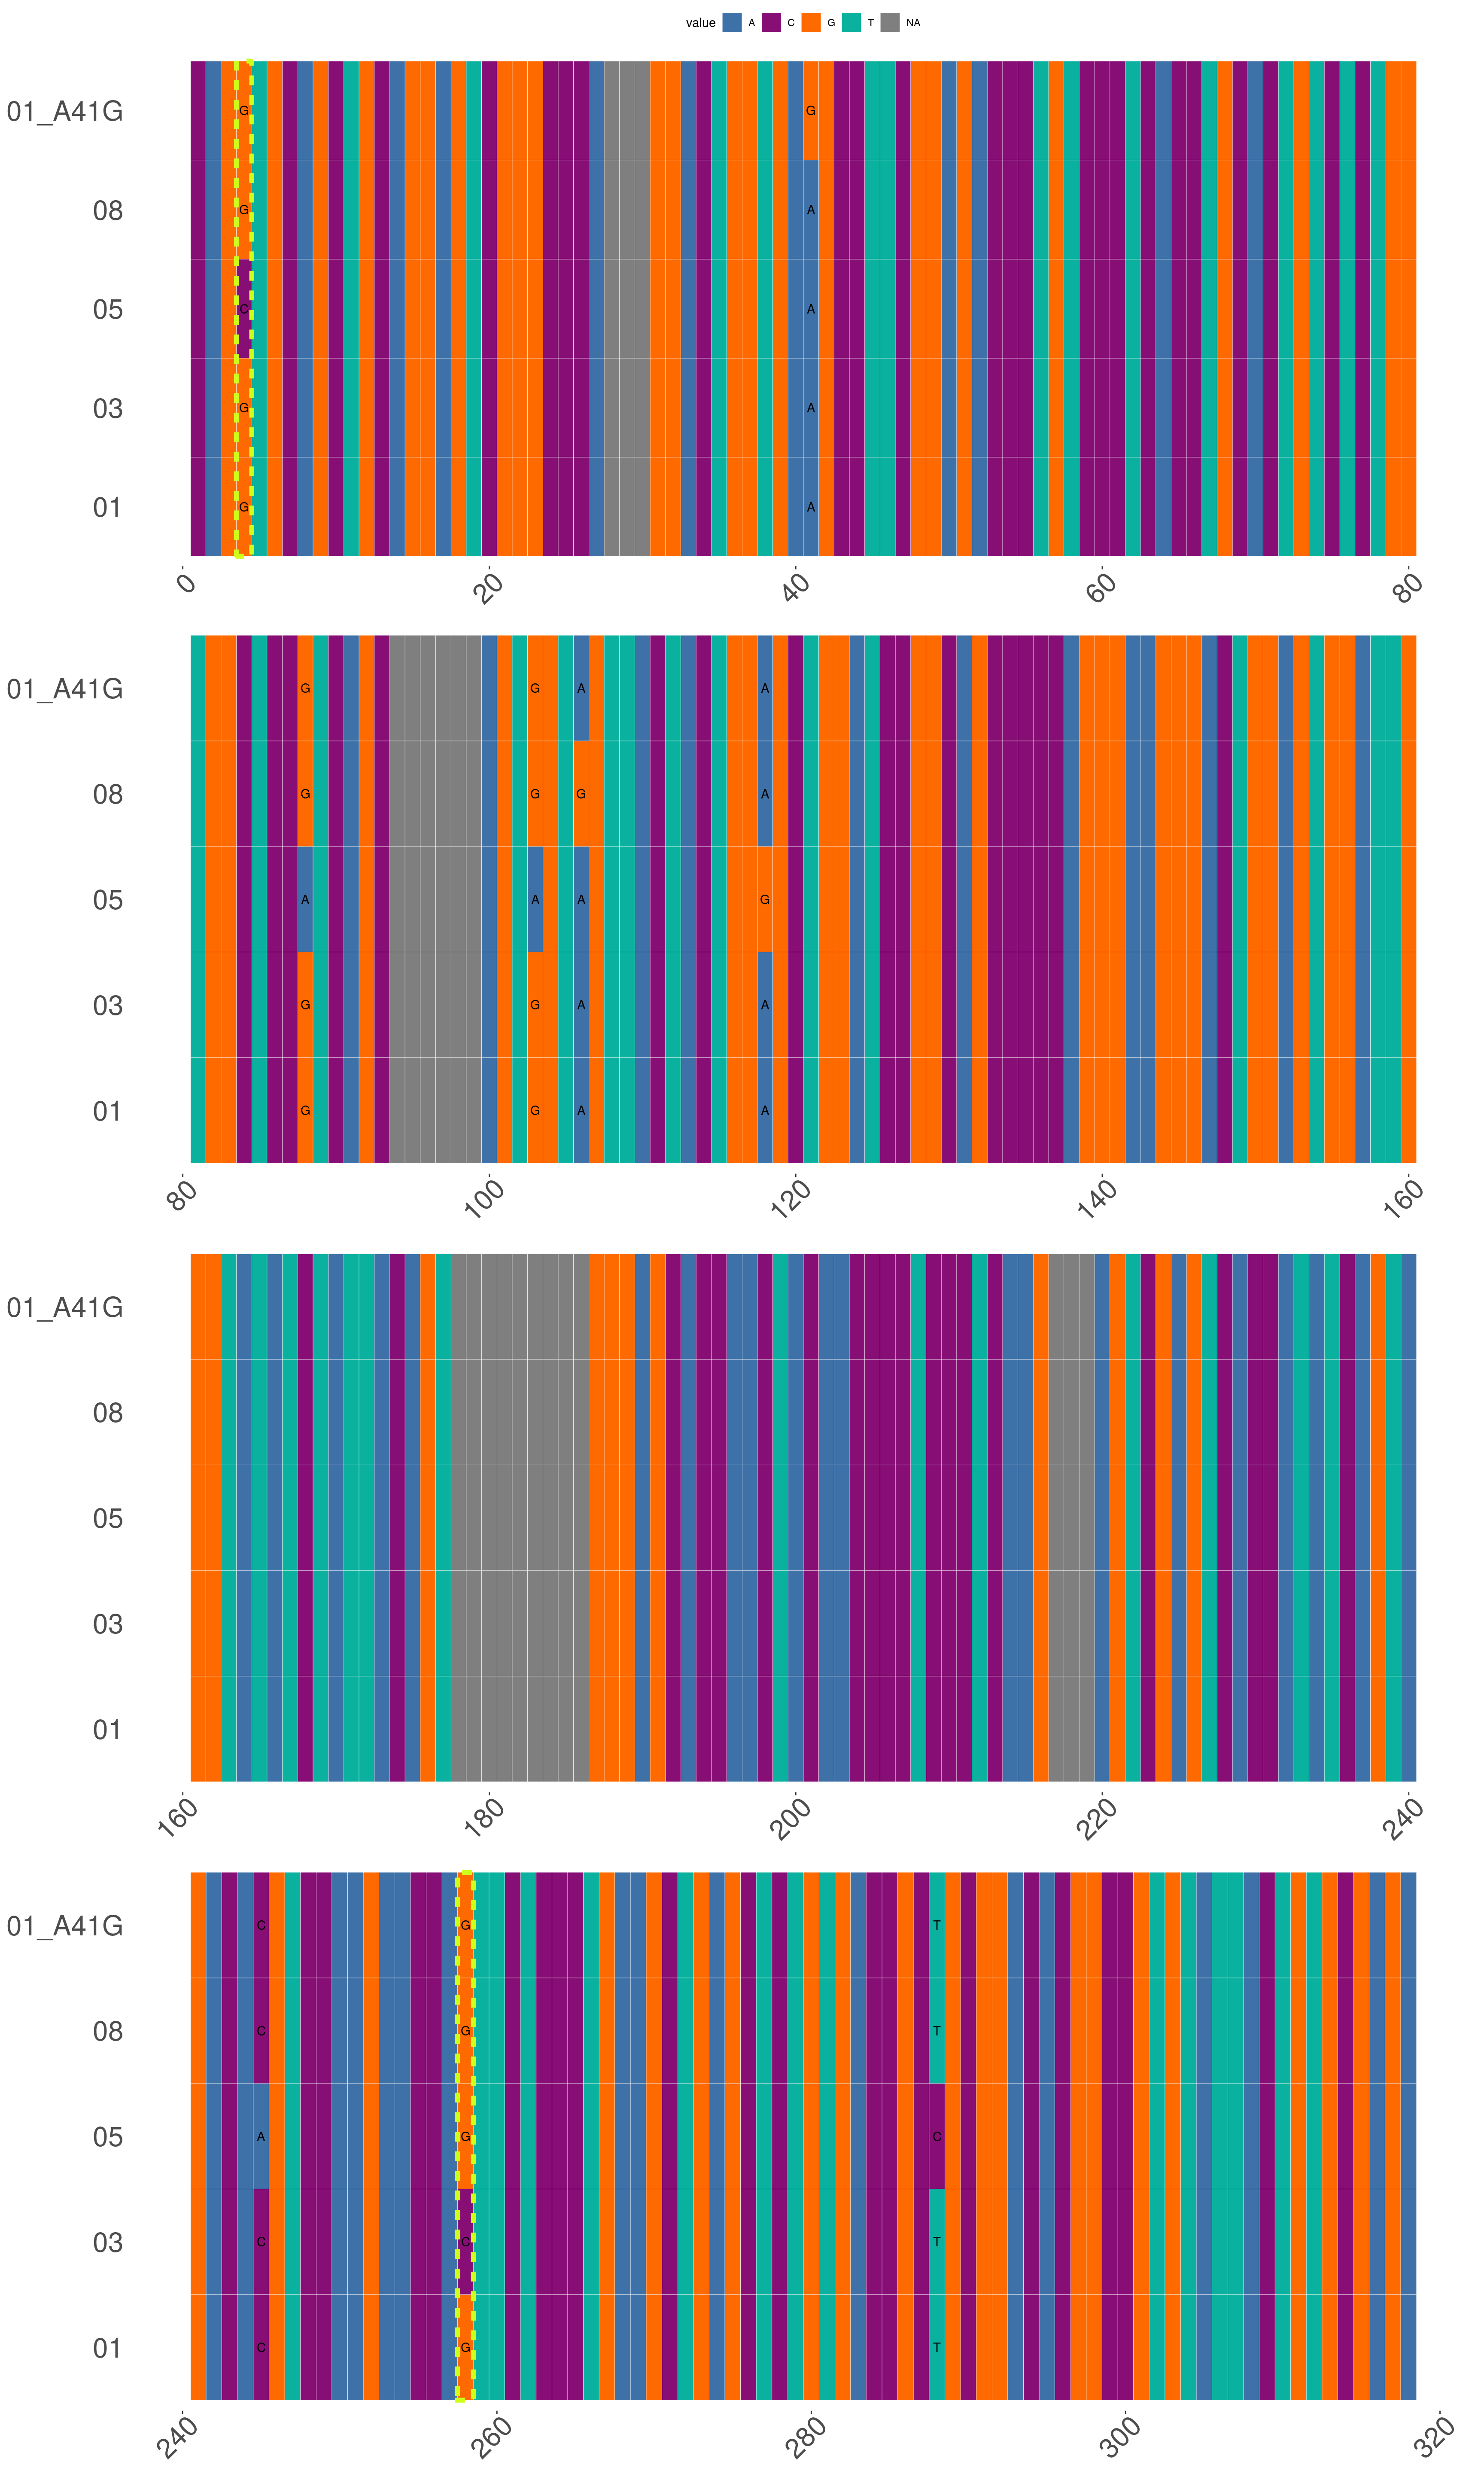 value A C G T NA
01_A41G G G
08 G A
05 C A
03 G A
01 G A
0 20 40 60 80
01_A41G G G A A
08 G G G A
05 A A A G
03 G G A A
01 G G A A
80 100 120 140 160
01_A41G
08
05
03
01
160 180 200 220 240
01_A41G C G T
08 C G T
05 A G C
03 C C T
01 C G T
240 260 280 300 320